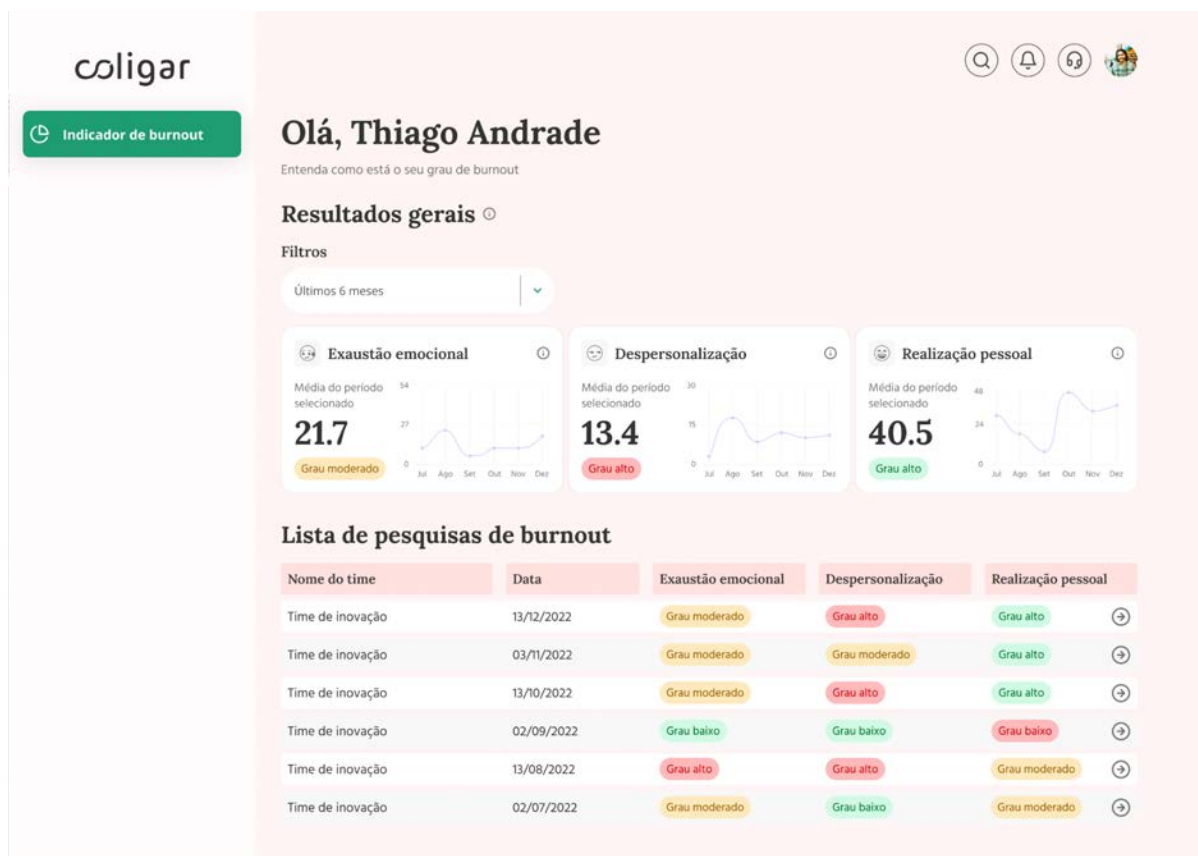 coligar
Indicador de burnout
Olá, Thiago Andrade
Entenda como está o seu grau de burnout
Resultados gerais
Filtros
Últimos 6 meses
Exaustão emocional
Média do período
selecionado
21.7
Grau moderado
54
27
0
Jul Ago Set Out Nov Dez
Despersonalização
Média do período
selecionado
13.4
Grau alto
30
15
0
Jul Ago Set Out Nov Dez
Realização pessoal
Média do período
selecionado
40.5
Grau alto
48
24
0
Jul Ago Set Out Nov Dez
Lista de pesquisas de burnout
Nome do time Data Exaustão emocional Despersonalização Realização pessoal
Time de inovação 13/12/2022 Grau moderado Grau alto Grau alto
Time de inovação 03/11/2022 Grau moderado Grau moderado Grau alto
Time de inovação 13/10/2022 Grau moderado Grau alto Grau alto
Time de inovação 02/09/2022 Grau baixo Grau baixo Grau baixo
Time de inovação 13/08/2022 Grau alto Grau alto Grau moderado
Time de inovação 02/07/2022 Grau moderado Grau baixo Grau moderado